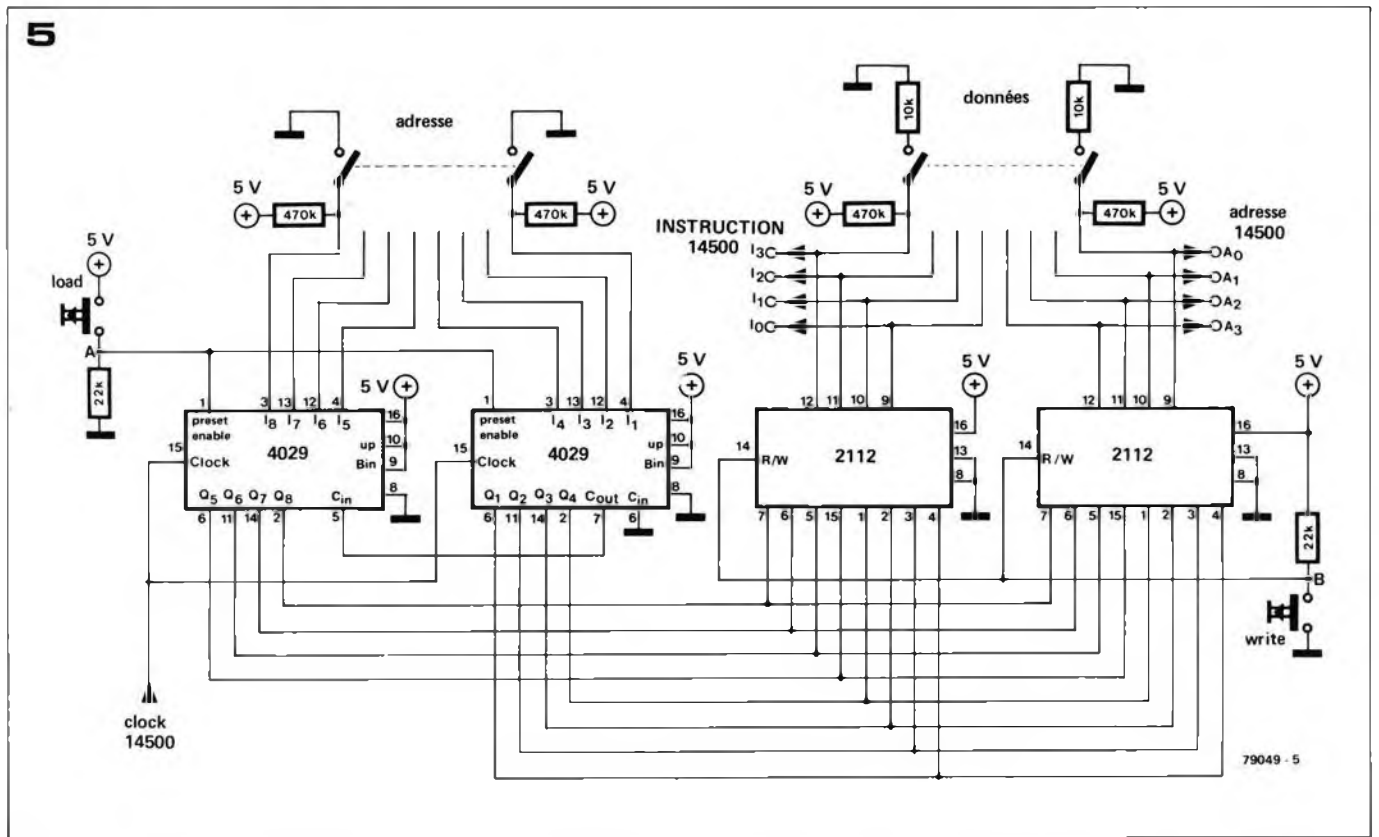 5
adresse
données
10k
10k
5 V
5 V
5 V
5 V
470k
470k
470k
470k
INSTRUCTION
14500
adresse
14500
I3
I2
I1
I0
A0
A1
A2
A3
5 V
load
A
22k
1
3
13
12
4
preset
enable
I8
I7
I6
I5
4029
15
Clock
up
Bin
16
10
9
8
5 V
Q5
Q6
Q7
Q8
Cin
6
11
14
2
5
1
3
13
12
4
preset
enable
I4
I3
I2
I1
4029
15
Clock
up
Bin
16
10
9
8
5 V
Q1
Q2
Q3
Q4
Cout
Cin
6
11
14
2
7
6
12
11
10
9
14
R/W
2112
16
13
8
5 V
7
6
5
15
1
2
3
4
12
11
10
9
14
R/W
2112
16
13
8
5 V
7
6
5
15
1
2
3
4
22k
B
write
clock
14500
79049 - 5